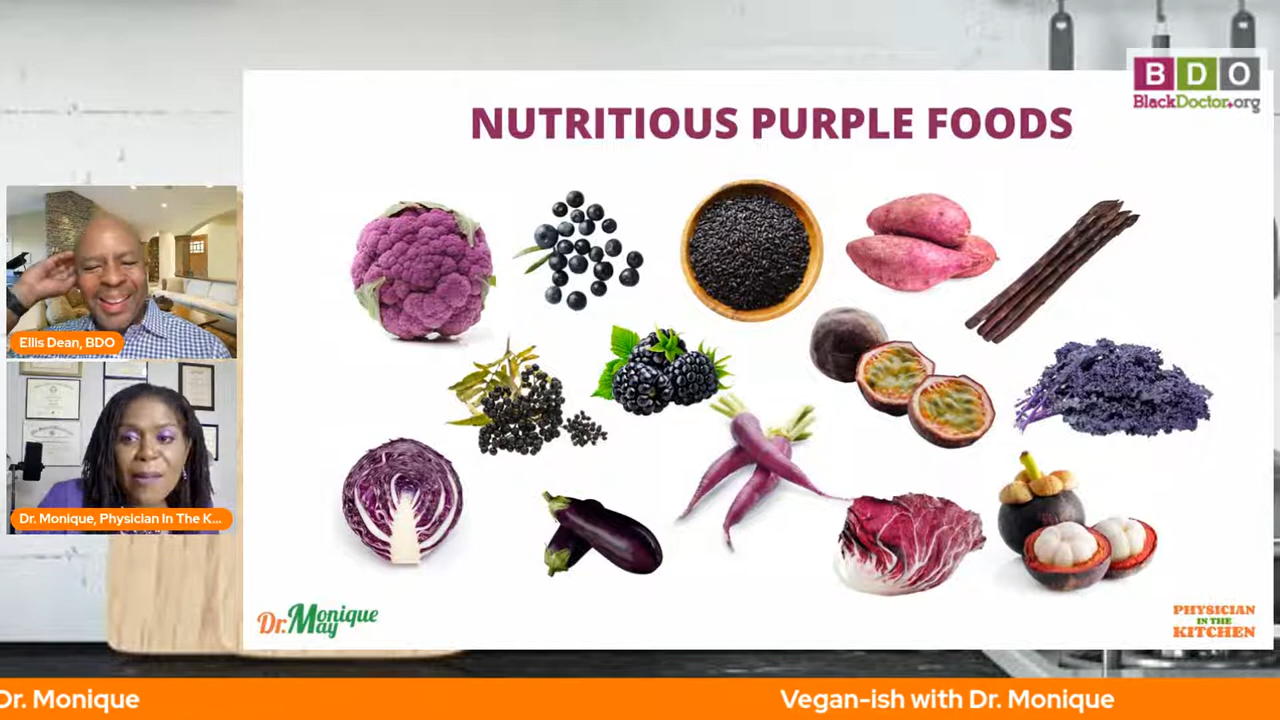 BDO
BlackDoctor.org
NUTRITIOUS PURPLE FOODS
Ellis Dean, BDO
Dr. Monique, Physician In The K...
Dr. Monique May
PHYSICIAN
IN THE
KITCHEN
Dr. Monique
Vegan-ish with Dr. Monique